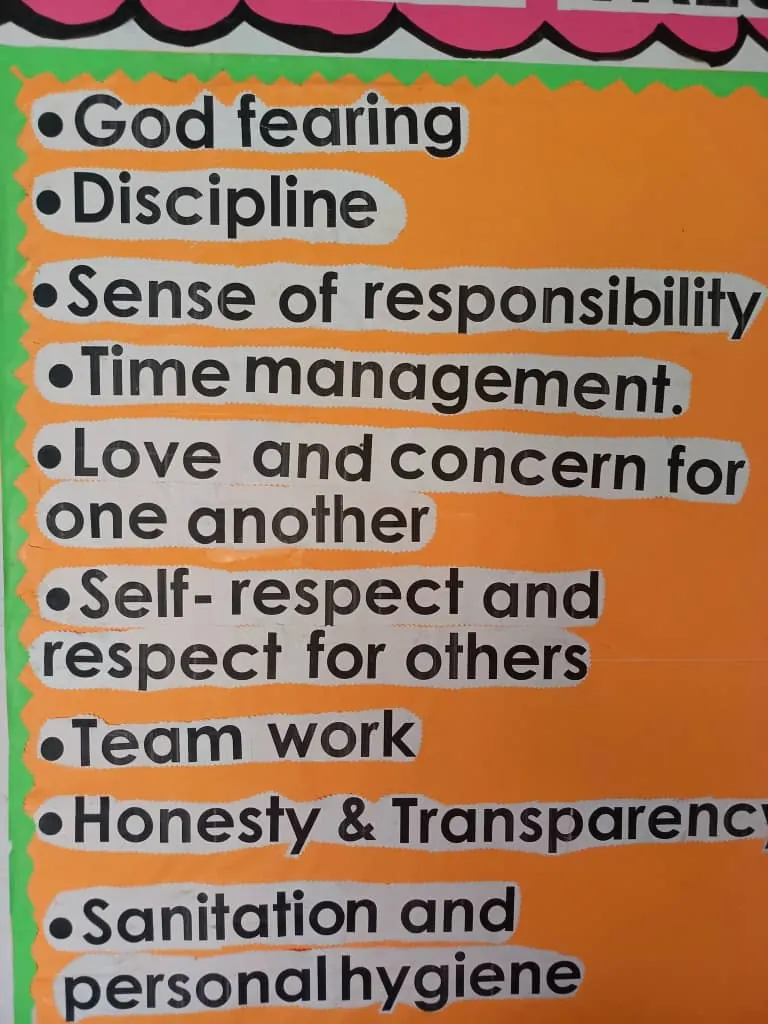 •God fearing
•Discipline
•Sense of responsibility
•Time management.
•Love and concern for
one another
•Self- respect and
respect for others
•Team work
•Honesty & Transparency
•Sanitation and
personal hygiene